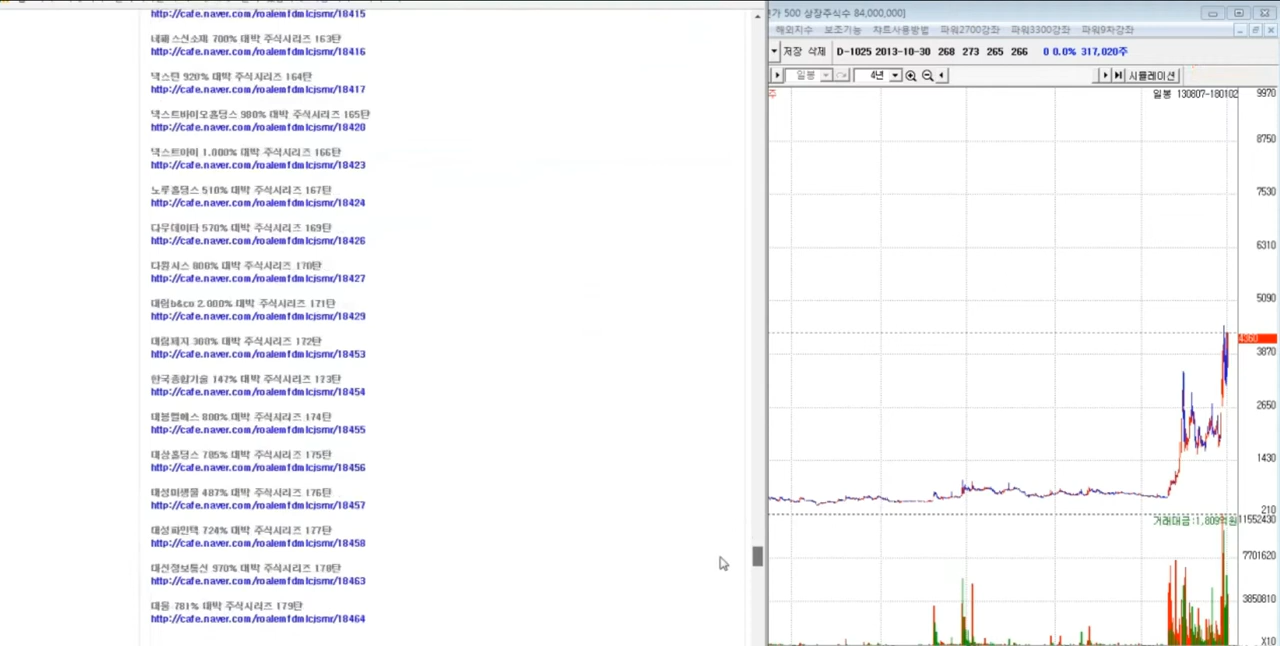 http://cafe.naver.com/roalemfdmlcjsmr/18415
네패스신소재 700% 대박 주식시리즈 163탄
http://cafe.naver.com/roalemfdmlcjsmr/18416
넥스턴 920% 대박 주식시리즈 164탄
http://cafe.naver.com/roalemfdmlcjsmr/18417
넥스트바이오홀딩스 900% 대박 주식시리즈 165탄
http://cafe.naver.com/roalemfdmlcjsmr/18420
넥스트아이 1.000% 대박 주식시리즈 166탄
http://cafe.naver.com/roalemfdmlcjsmr/18423
노루홀딩스 510% 대박 주식시리즈 167탄
http://cafe.naver.com/roalemfdmlcjsmr/18424
다우데이타 570% 대박 주식시리즈 169탄
http://cafe.naver.com/roalemfdmlcjsmr/18426
다원시스 800% 대박 주식시리즈 170탄
http://cafe.naver.com/roalemfdmlcjsmr/18427
대림b&co 2.000% 대박 주식시리즈 171탄
http://cafe.naver.com/roalemfdmlcjsmr/18429
대림제지 300% 대박 주식시리즈 172탄
http://cafe.naver.com/roalemfdmlcjsmr/18453
한국종합기술 147% 대박 주식시리즈 173탄
http://cafe.naver.com/roalemfdmlcjsmr/18454
대봉엘에스 800% 대박 주식시리즈 174탄
http://cafe.naver.com/roalemfdmlcjsmr/18455
대상홀딩스 785% 대박 주식시리즈 175탄
http://cafe.naver.com/roalemfdmlcjsmr/18456
대성미생물 487% 대박 주식시리즈 176탄
http://cafe.naver.com/roalemfdmlcjsmr/18457
대성파인텍 724% 대박 주식시리즈 177탄
http://cafe.naver.com/roalemfdmlcjsmr/18458
대신정보통신 970% 대박 주식시리즈 178탄
http://cafe.naver.com/roalemfdmlcjsmr/18463
대웅 781% 대박 주식시리즈 179탄
http://cafe.naver.com/roalemfdmlcjsmr/18464
가 500 상장주식수 84,000,000]
해외지수 보조기능 챠트사용방법 파워2700강좌 파워3300강좌 파워9차강좌
저장 삭제 D-1025 2013-10-30 268 273 265 266 0 0.0% 317,020주
일봉 4년 시뮬레이션
주
일봉 130807-180102
9970
8750
7530
6310
5090
4360
3870
2650
1430
210
거래대금:1,809억원
11552430
7701620
3850810
X10